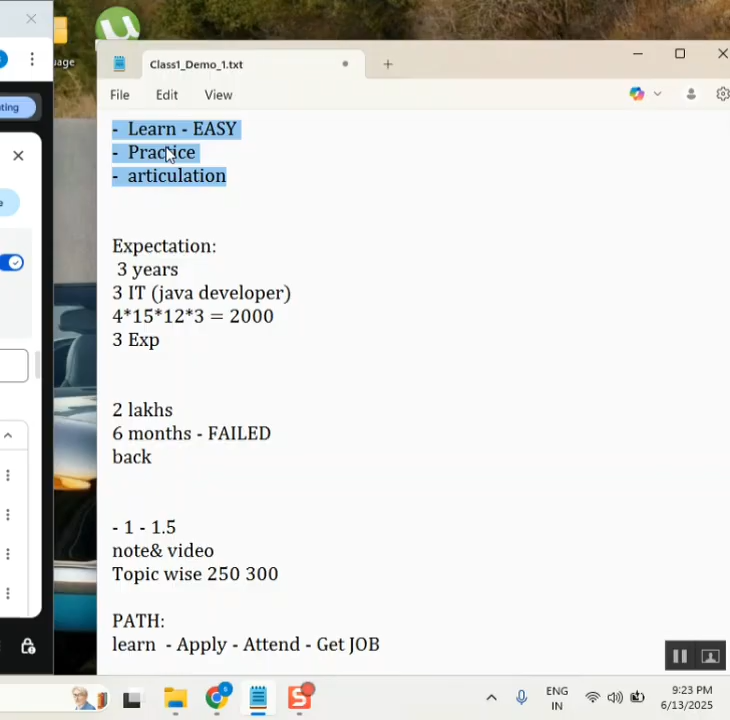 age
Class1_Demo_1.txt
ting
File Edit View
- Learn - EASY
- Practice
- articulation
e
Expectation:
3 years
3 IT (java developer)
4*15*12*3 = 2000
3 Exp
2 lakhs
6 months - FAILED
back
- 1 - 1.5
note& video
Topic wise 250 300
PATH:
learn - Apply - Attend - Get JOB
ENG
IN
9:23 PM
6/13/2025